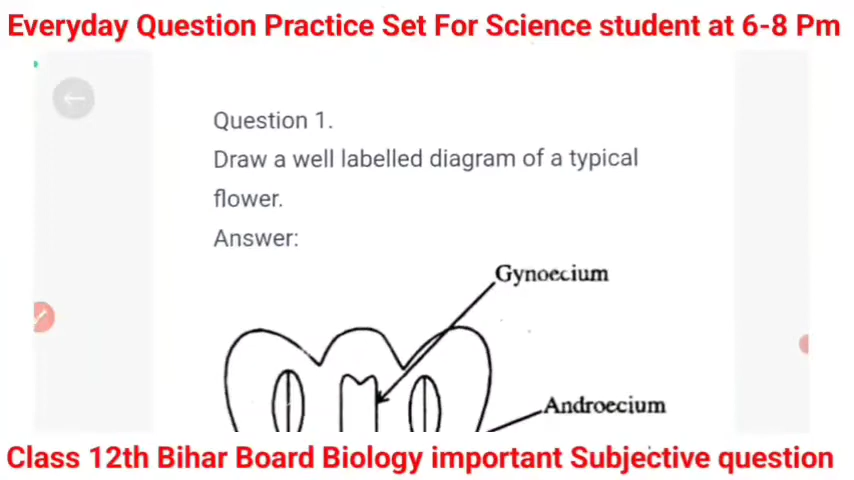 Everyday Question Practice Set For Science student at 6-8 Pm
Question 1.
Draw a well labelled diagram of a typical
flower.
Answer:
Gynoecium
Androecium
Class 12th Bihar Board Biology important Subjective question